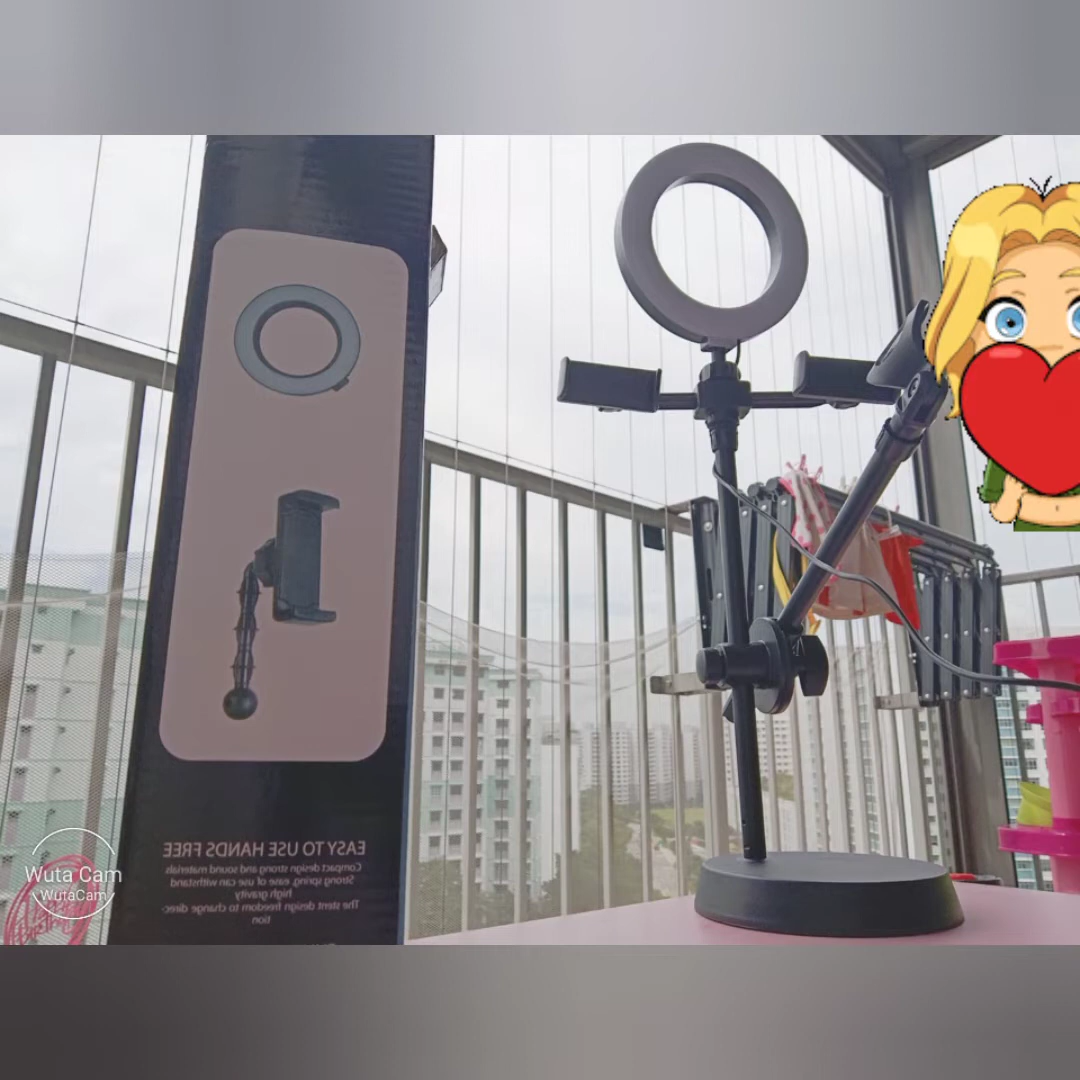 EASY TO USE HANDS FREE
Compact design strong and sound materials
Strong spring, ease of use can withstand
high gravity
The stent design freedom to change direc-
tion
Wuta Cam
WutaCam